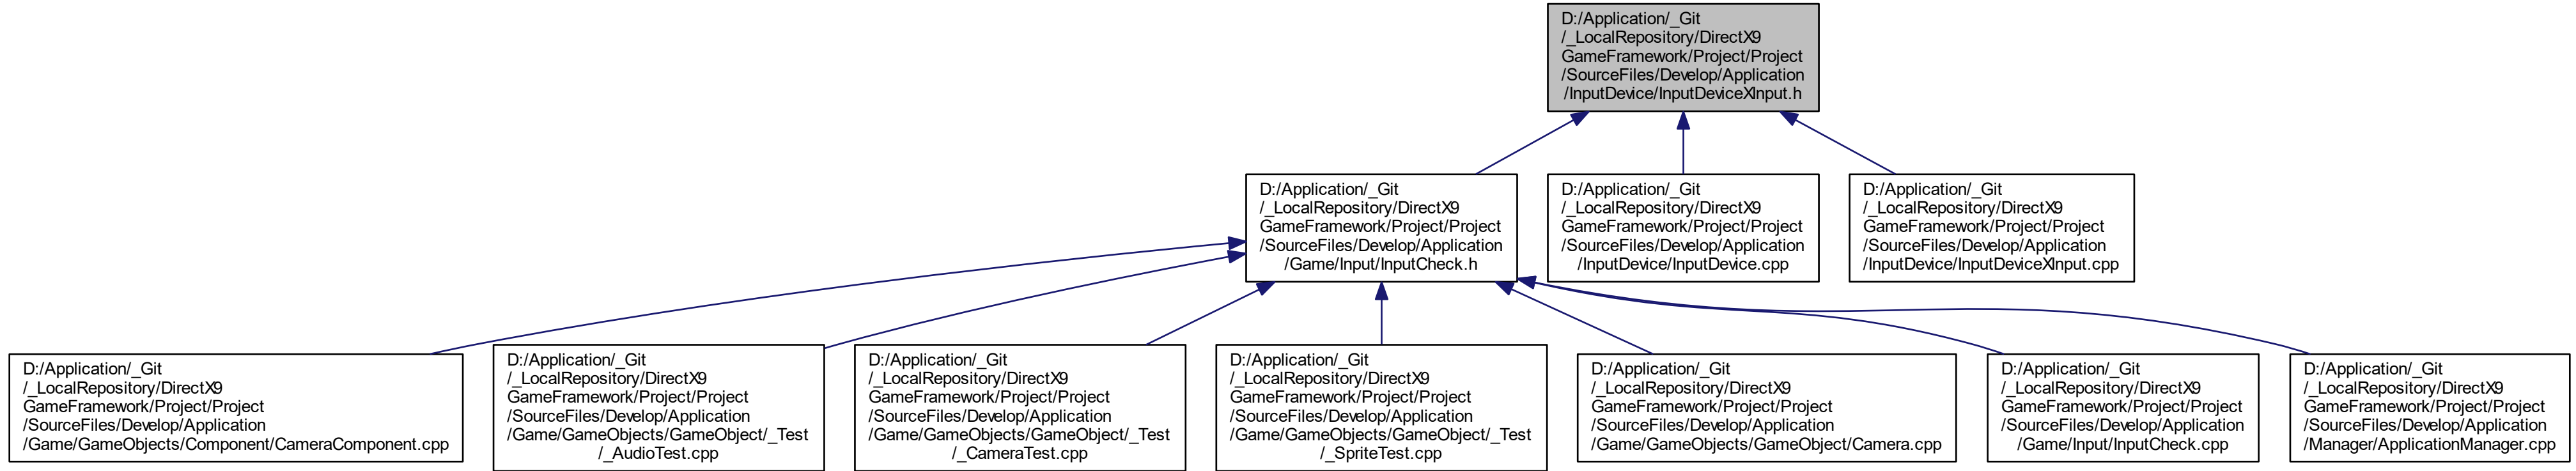 D:/Application/_Git
/_LocalRepository/DirectX9
GameFramework/Project/Project
/SourceFiles/Develop/Application
/InputDevice/InputDeviceXInput.h
D:/Application/_Git
/_LocalRepository/DirectX9
GameFramework/Project/Project
/SourceFiles/Develop/Application
/Game/Input/InputCheck.h
D:/Application/_Git
/_LocalRepository/DirectX9
GameFramework/Project/Project
/SourceFiles/Develop/Application
/InputDevice/InputDevice.cpp
D:/Application/_Git
/_LocalRepository/DirectX9
GameFramework/Project/Project
/SourceFiles/Develop/Application
/InputDevice/InputDeviceXInput.cpp
D:/Application/_Git
/_LocalRepository/DirectX9
GameFramework/Project/Project
/SourceFiles/Develop/Application
/Game/GameObjects/Component/CameraComponent.cpp
D:/Application/_Git
/_LocalRepository/DirectX9
GameFramework/Project/Project
/SourceFiles/Develop/Application
/Game/GameObjects/GameObject/_Test
/_AudioTest.cpp
D:/Application/_Git
/_LocalRepository/DirectX9
GameFramework/Project/Project
/SourceFiles/Develop/Application
/Game/GameObjects/GameObject/_Test
/_CameraTest.cpp
D:/Application/_Git
/_LocalRepository/DirectX9
GameFramework/Project/Project
/SourceFiles/Develop/Application
/Game/GameObjects/GameObject/_Test
/_SpriteTest.cpp
D:/Application/_Git
/_LocalRepository/DirectX9
GameFramework/Project/Project
/SourceFiles/Develop/Application
/Game/GameObjects/GameObject/Camera.cpp
D:/Application/_Git
/_LocalRepository/DirectX9
GameFramework/Project/Project
/SourceFiles/Develop/Application
/Game/Input/InputCheck.cpp
D:/Application/_Git
/_LocalRepository/DirectX9
GameFramework/Project/Project
/SourceFiles/Develop/Application
/Manager/ApplicationManager.cpp